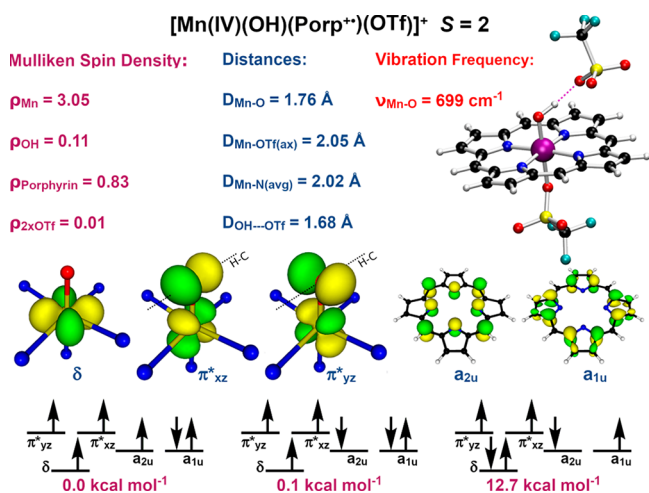 [Mn(IV)(OH)(Porp⁺•)(OTf)]⁺ S = 2
Mulliken Spin Density:
ρMn = 3.05
ρOH = 0.11
ρPorphyrin = 0.83
ρ2xOTf = 0.01
Distances:
DMn-O = 1.76 Å
DMn-OTf(ax) = 2.05 Å
DMn-N(avg) = 2.02 Å
DOH---OTf = 1.68 Å
Vibration Frequency:
νMn-O = 699 cm⁻¹
H-C
H-C
δ
π*xz
π*yz
a2u
a1u
π*yz π*xz a2u a1u
δ
0.0 kcal mol⁻¹
π*yz π*xz a2u a1u
δ
0.1 kcal mol⁻¹
π*yz π*xz a2u a1u
δ
12.7 kcal mol⁻¹